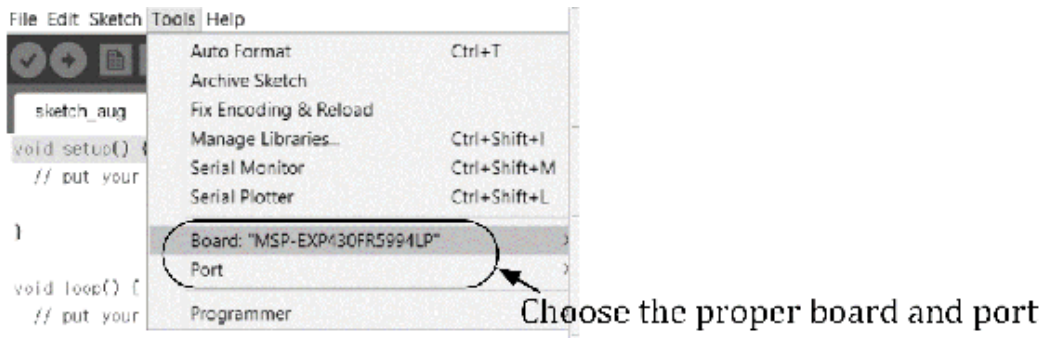 File Edit Sketch Tools Help
Auto Format Ctrl+T
Archive Sketch
sketch_aug Fix Encoding & Reload
void setup() { Manage Libraries... Ctrl+Shift+I
// put your Serial Monitor Ctrl+Shift+M
Serial Plotter Ctrl+Shift+L
}
Board: "MSP-EXP430FR5994LP"
Port
void loop() {
// put your Programmer
Choose the proper board and port